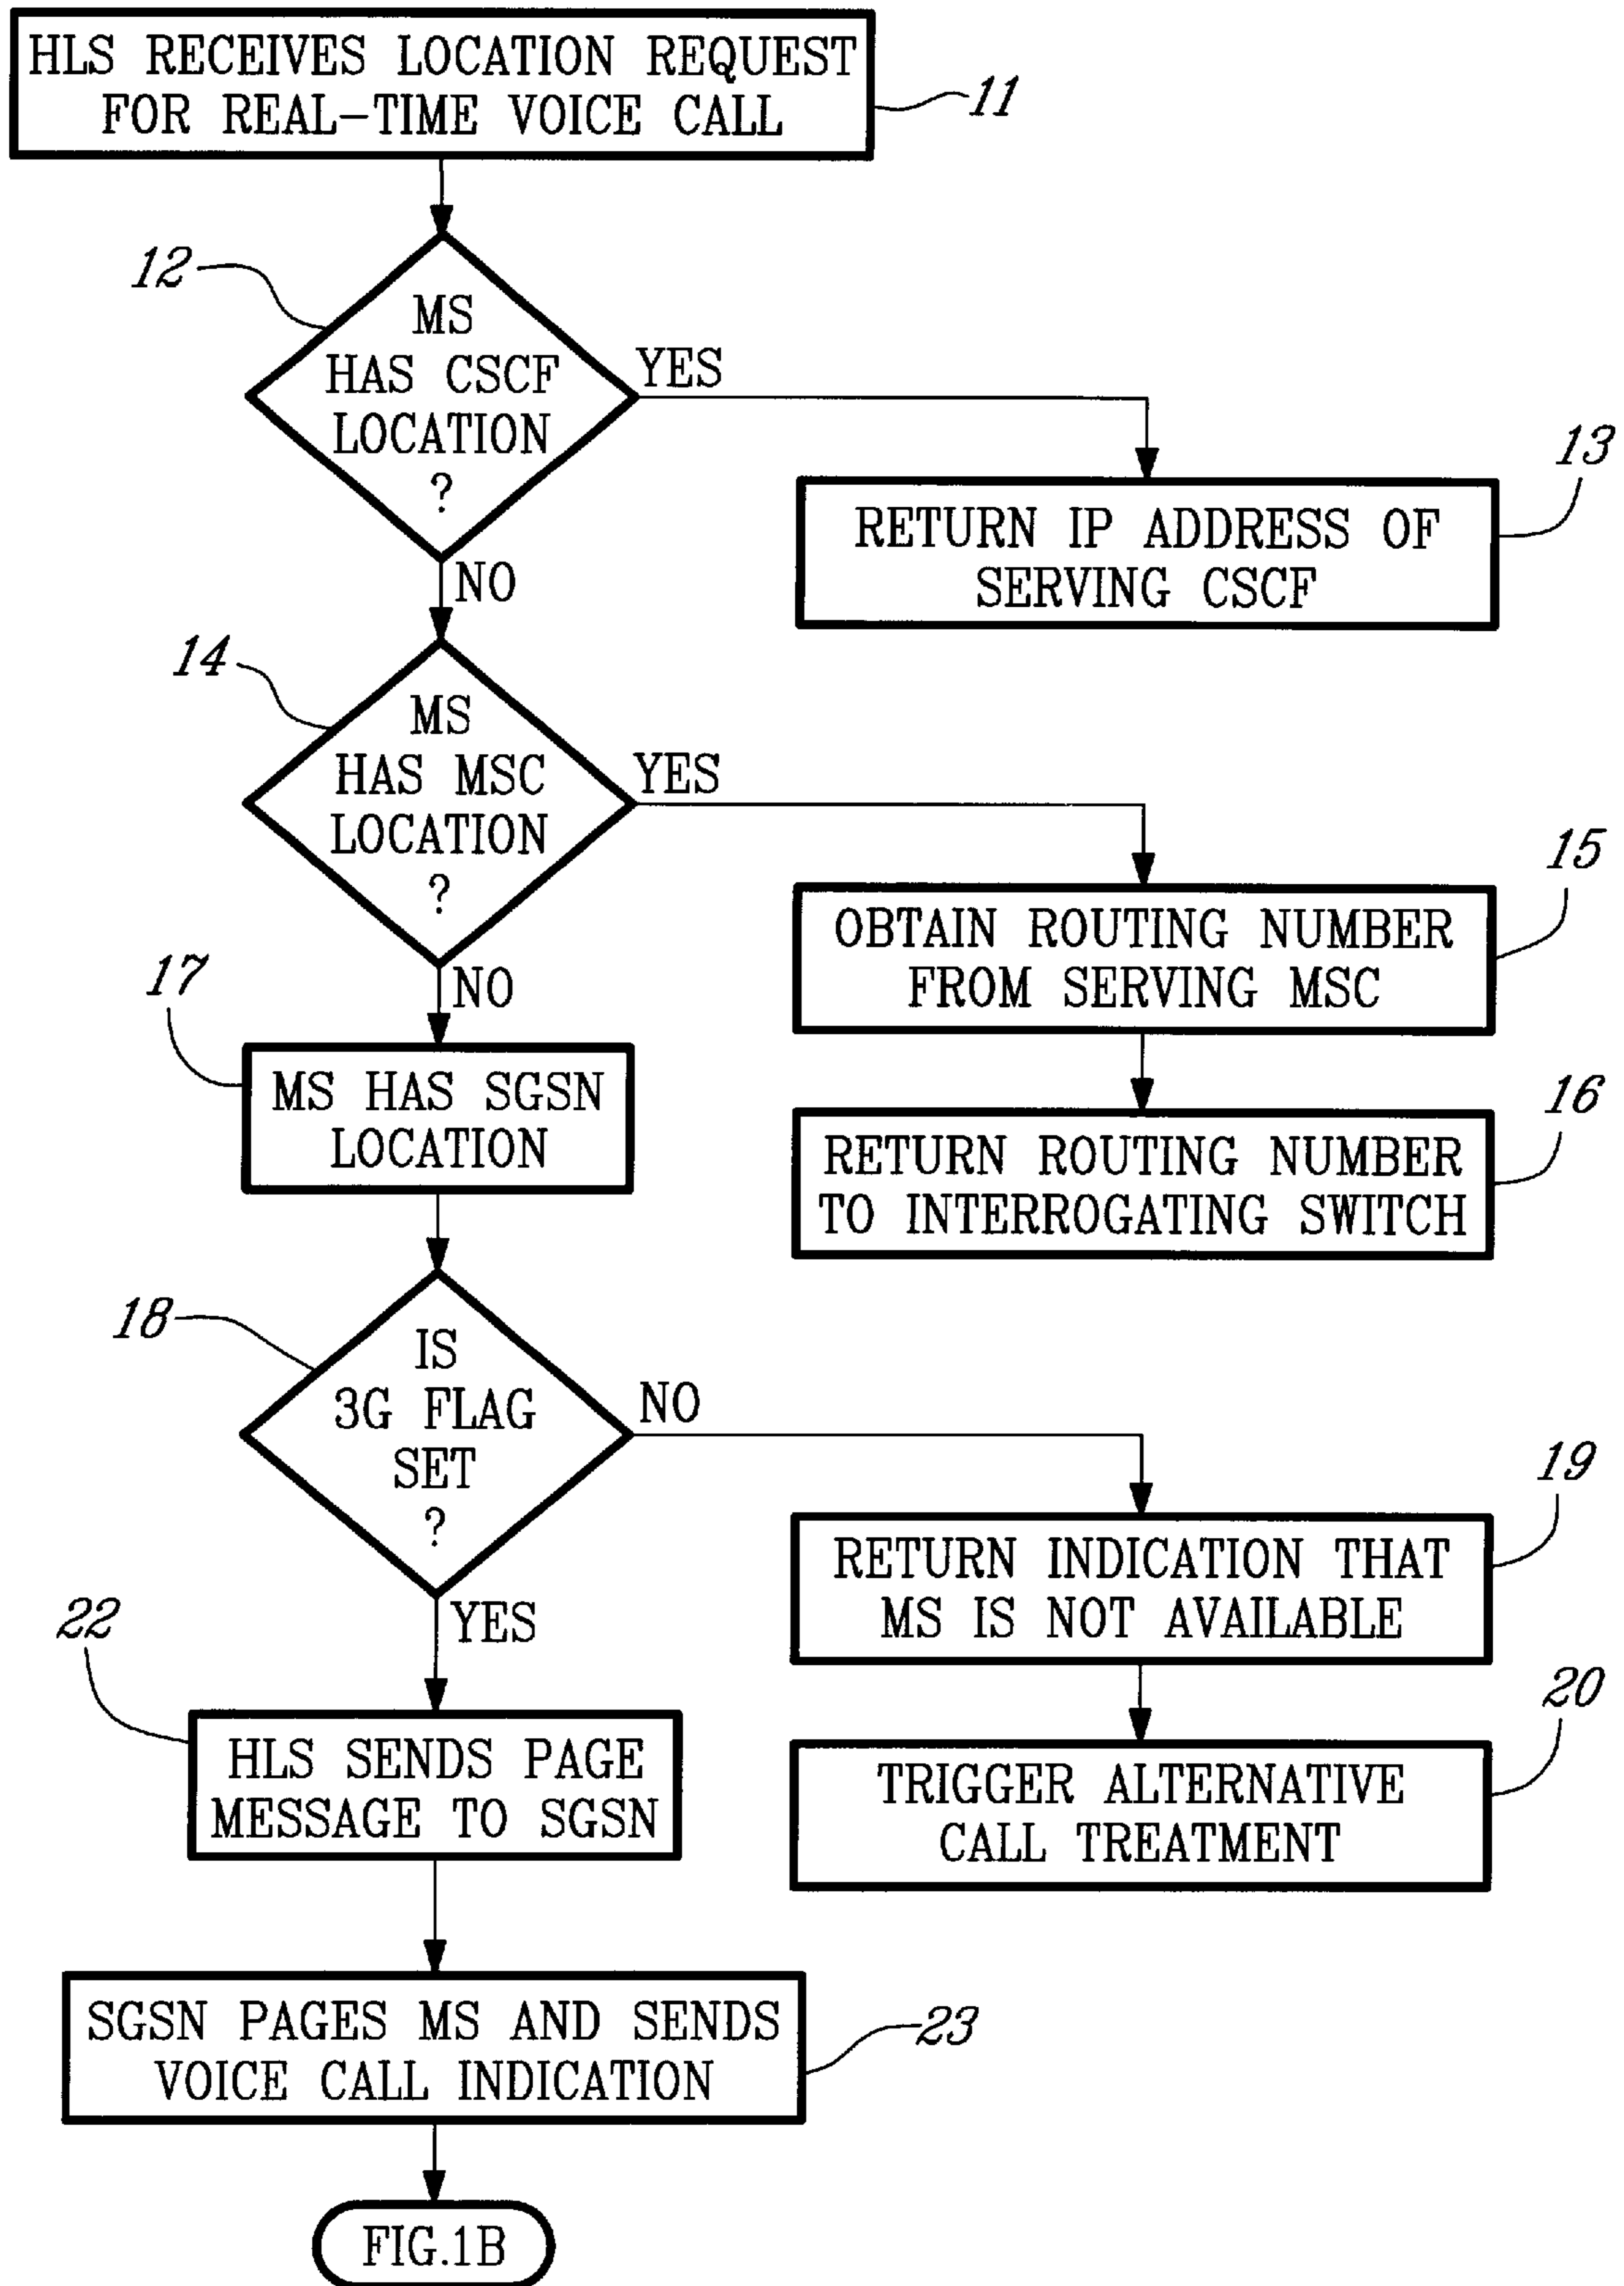 HLS RECEIVES LOCATION REQUEST
FOR REAL-TIME VOICE CALL
11
12
MS
HAS CSCF
LOCATION
?
YES
NO
13
RETURN IP ADDRESS OF
SERVING CSCF
14
MS
HAS MSC
LOCATION
?
YES
NO
15
OBTAIN ROUTING NUMBER
FROM SERVING MSC
16
RETURN ROUTING NUMBER
TO INTERROGATING SWITCH
17
MS HAS SGSN
LOCATION
18
IS
3G FLAG
SET
?
NO
YES
19
RETURN INDICATION THAT
MS IS NOT AVAILABLE
20
TRIGGER ALTERNATIVE
CALL TREATMENT
22
HLS SENDS PAGE
MESSAGE TO SGSN
SGSN PAGES MS AND SENDS
VOICE CALL INDICATION
23
FIG.1B